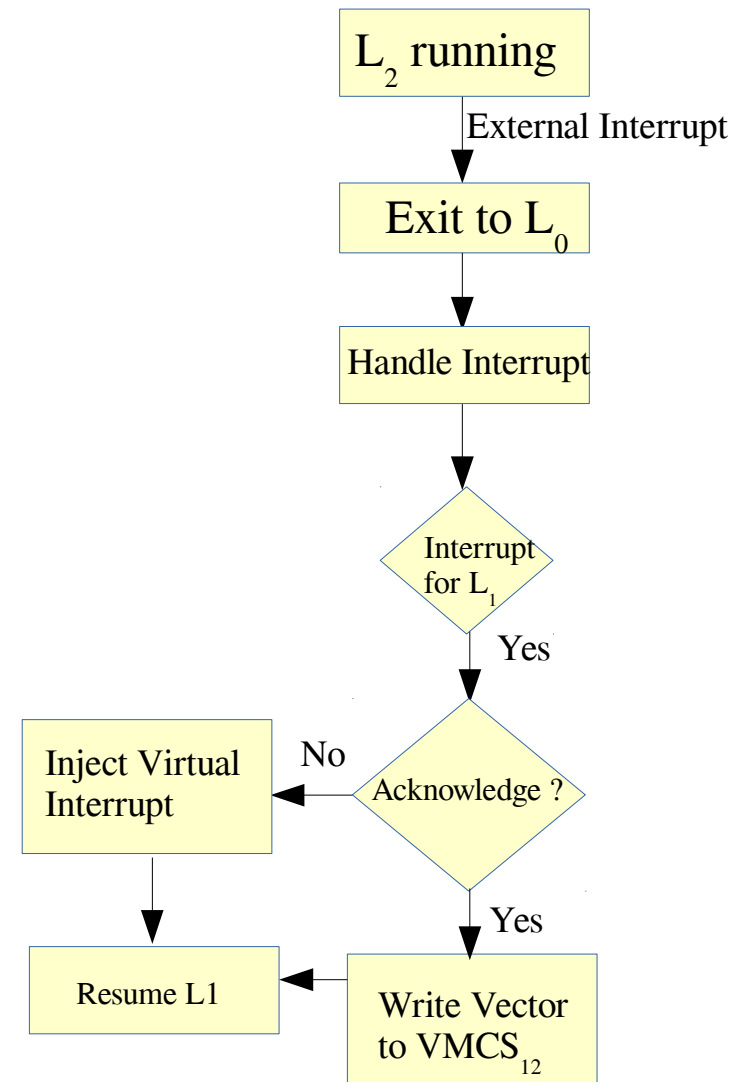 L₂ running
External Interrupt
Exit to L₀
Handle Interrupt
Interrupt
for L₁
Yes
Inject Virtual
Interrupt
No
Acknowledge ?
Yes
Resume L1
Write Vector
to VMCS₁₂